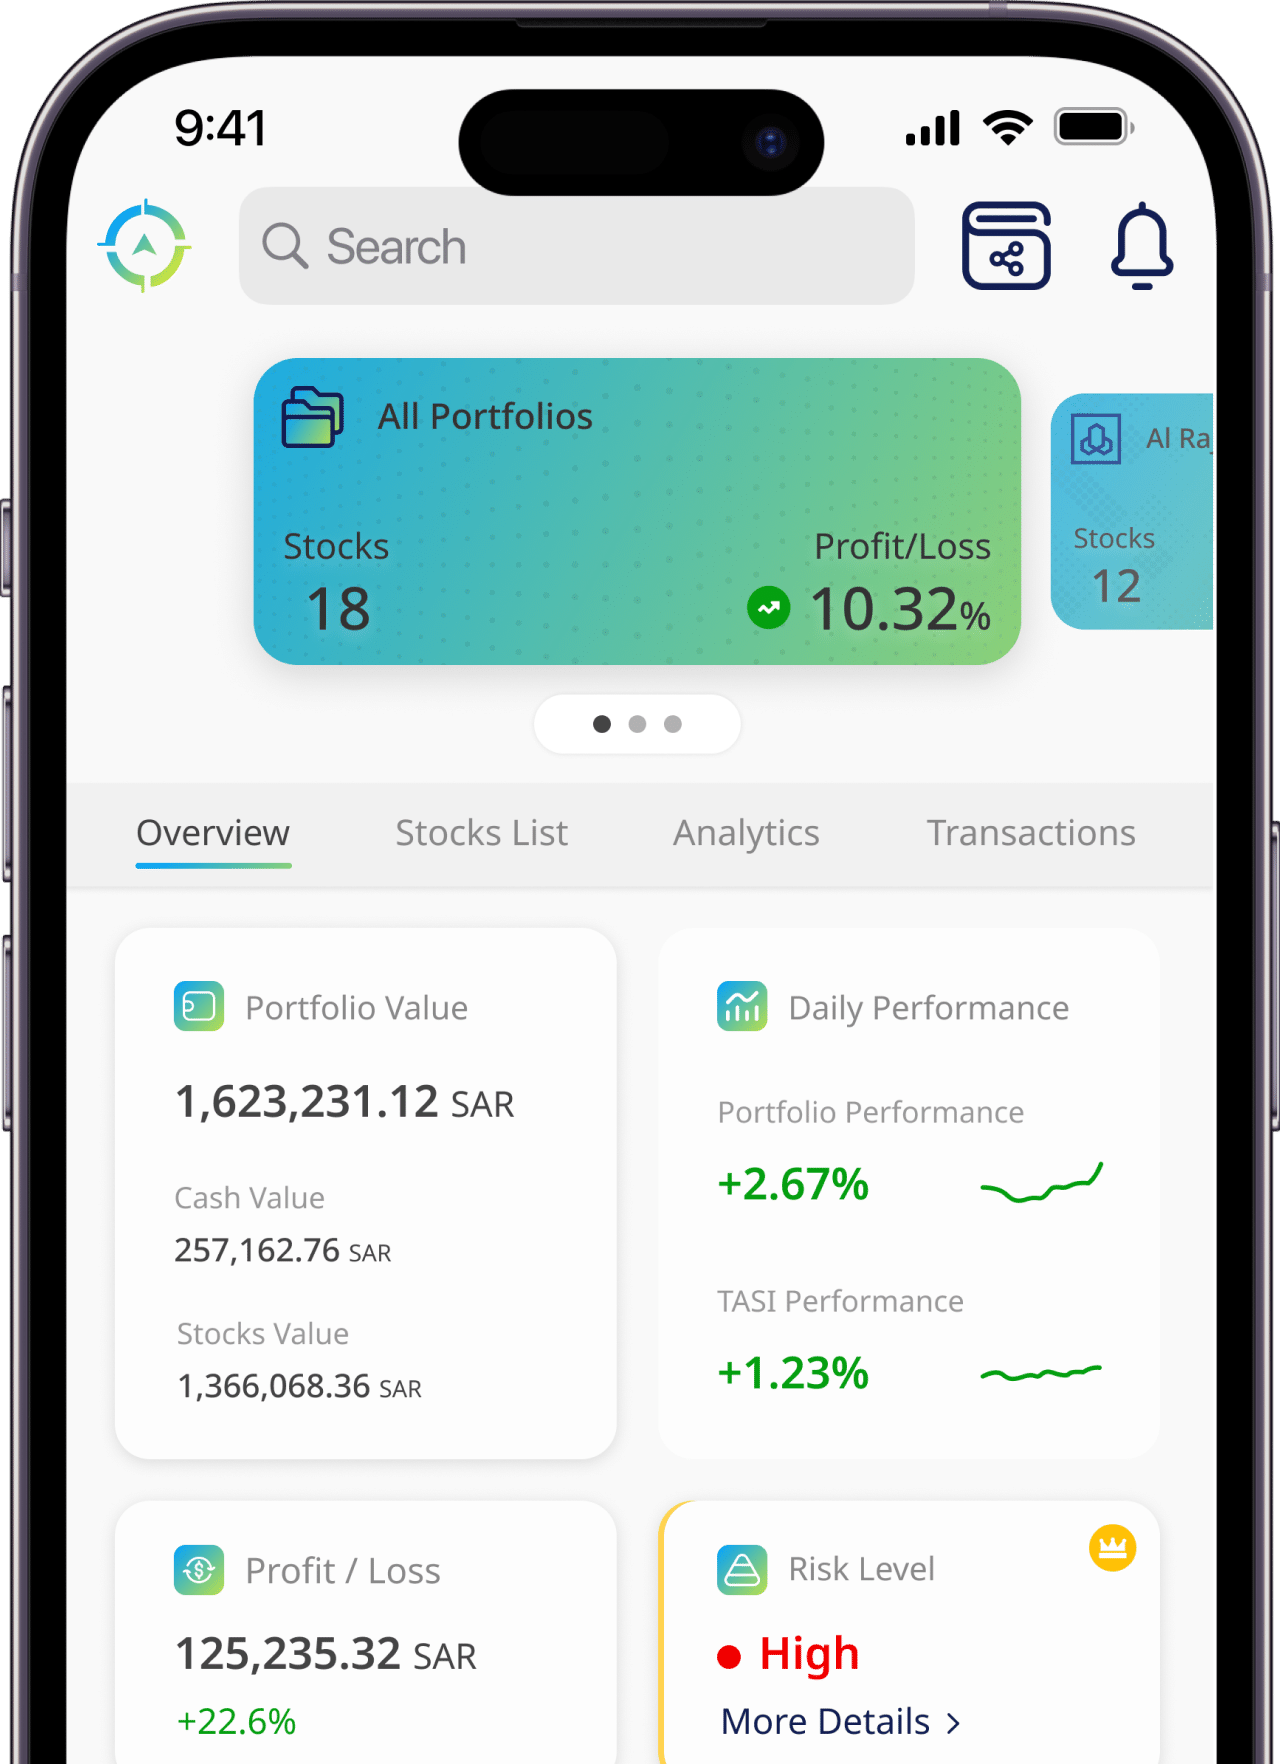 9:41
Search
All Portfolios
Stocks
18
Profit/Loss
10.32%
Al Raj
Stocks
12
Overview
Stocks List
Analytics
Transactions
Portfolio Value
1,623,231.12 SAR
Cash Value
257,162.76 SAR
Stocks Value
1,366,068.36 SAR
Daily Performance
Portfolio Performance
+2.67%
TASI Performance
+1.23%
Profit / Loss
125,235.32 SAR
+22.6%
Risk Level
High
More Details >